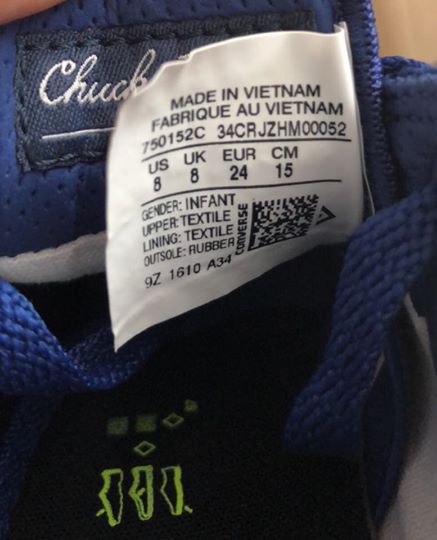 Chuck
MADE IN VIETNAM
FABRIQUE AU VIETNAM
750152C 34CRJZHM00052
US UK EUR CM
8 8 24 15
GENDER: INFANT
UPPER: TEXTILE
LINING: TEXTILE
OUTSOLE: RUBBER
CONVERSE
9Z 1610 A34